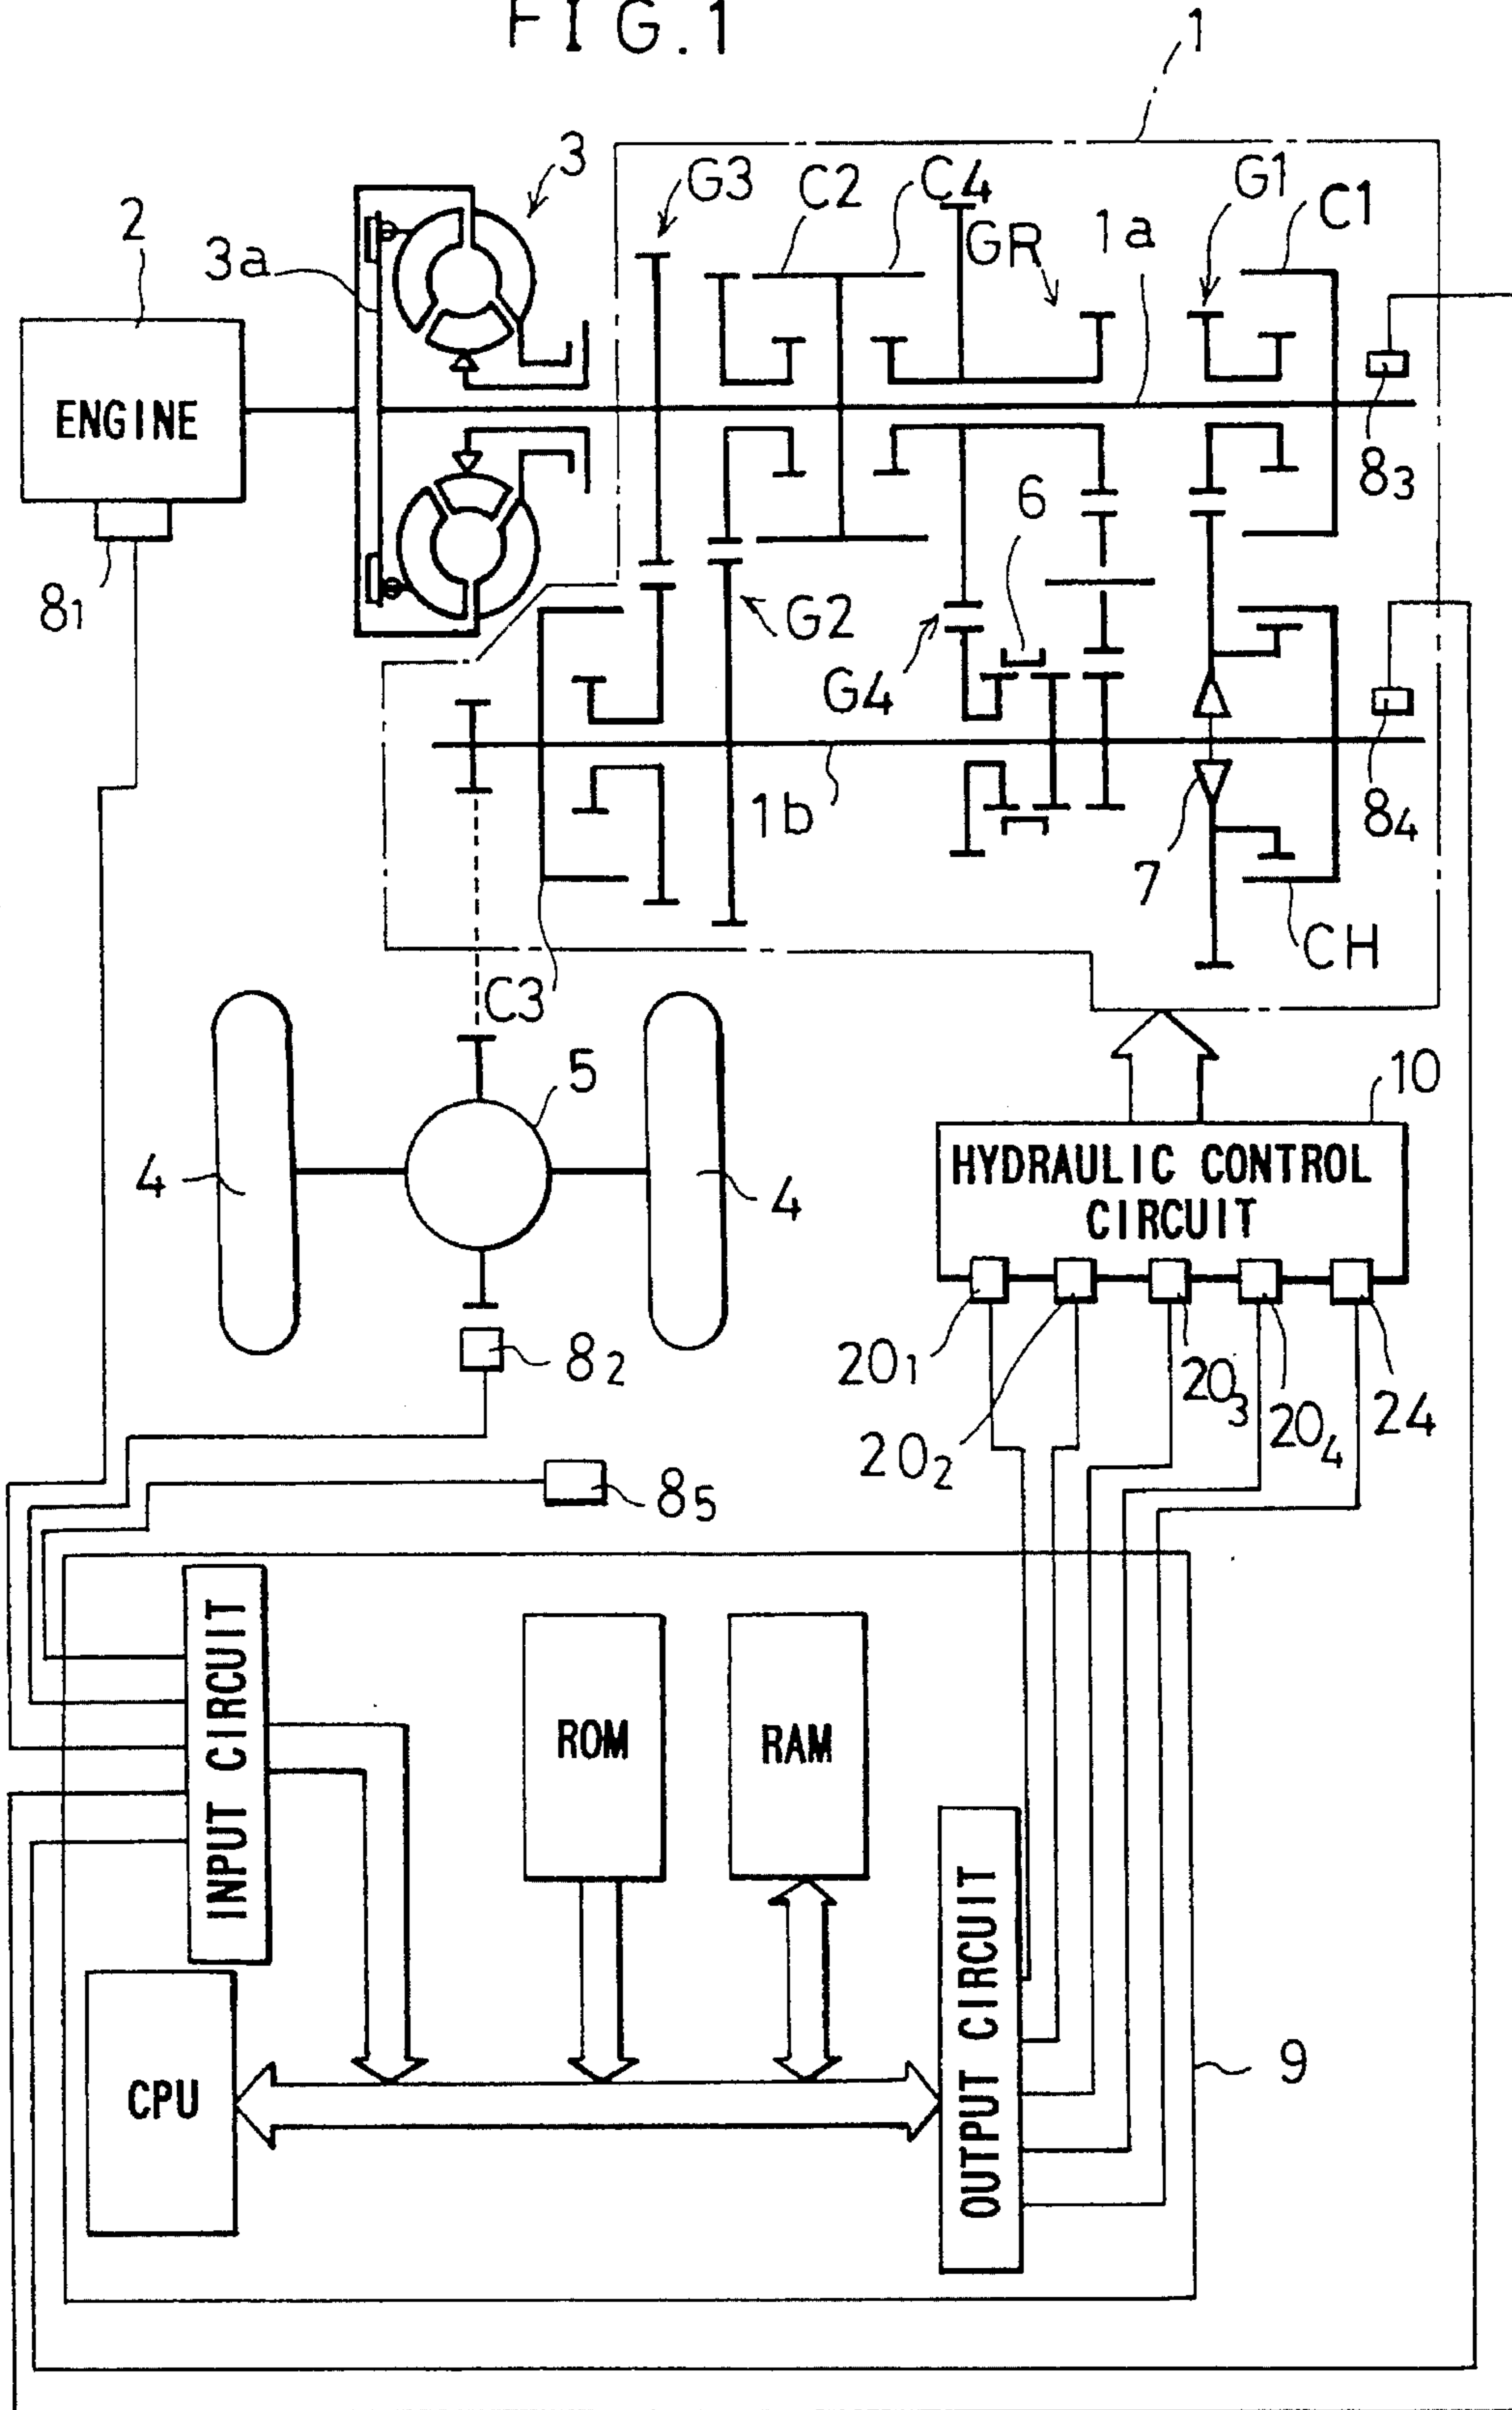 FIG.1
1
3
G3
C2
C4
G1
C1
2
3a
GR
1a
ENGINE
8₃
6
8₁
G2
G4
1b
7
8₄
CH
C3
5
10
4
4
HYDRAULIC CONTROL
CIRCUIT
20₁
20₂
20₃
20₄
24
8₂
8₅
INPUT CIRCUIT
ROM
RAM
OUTPUT CIRCUIT
CPU
9